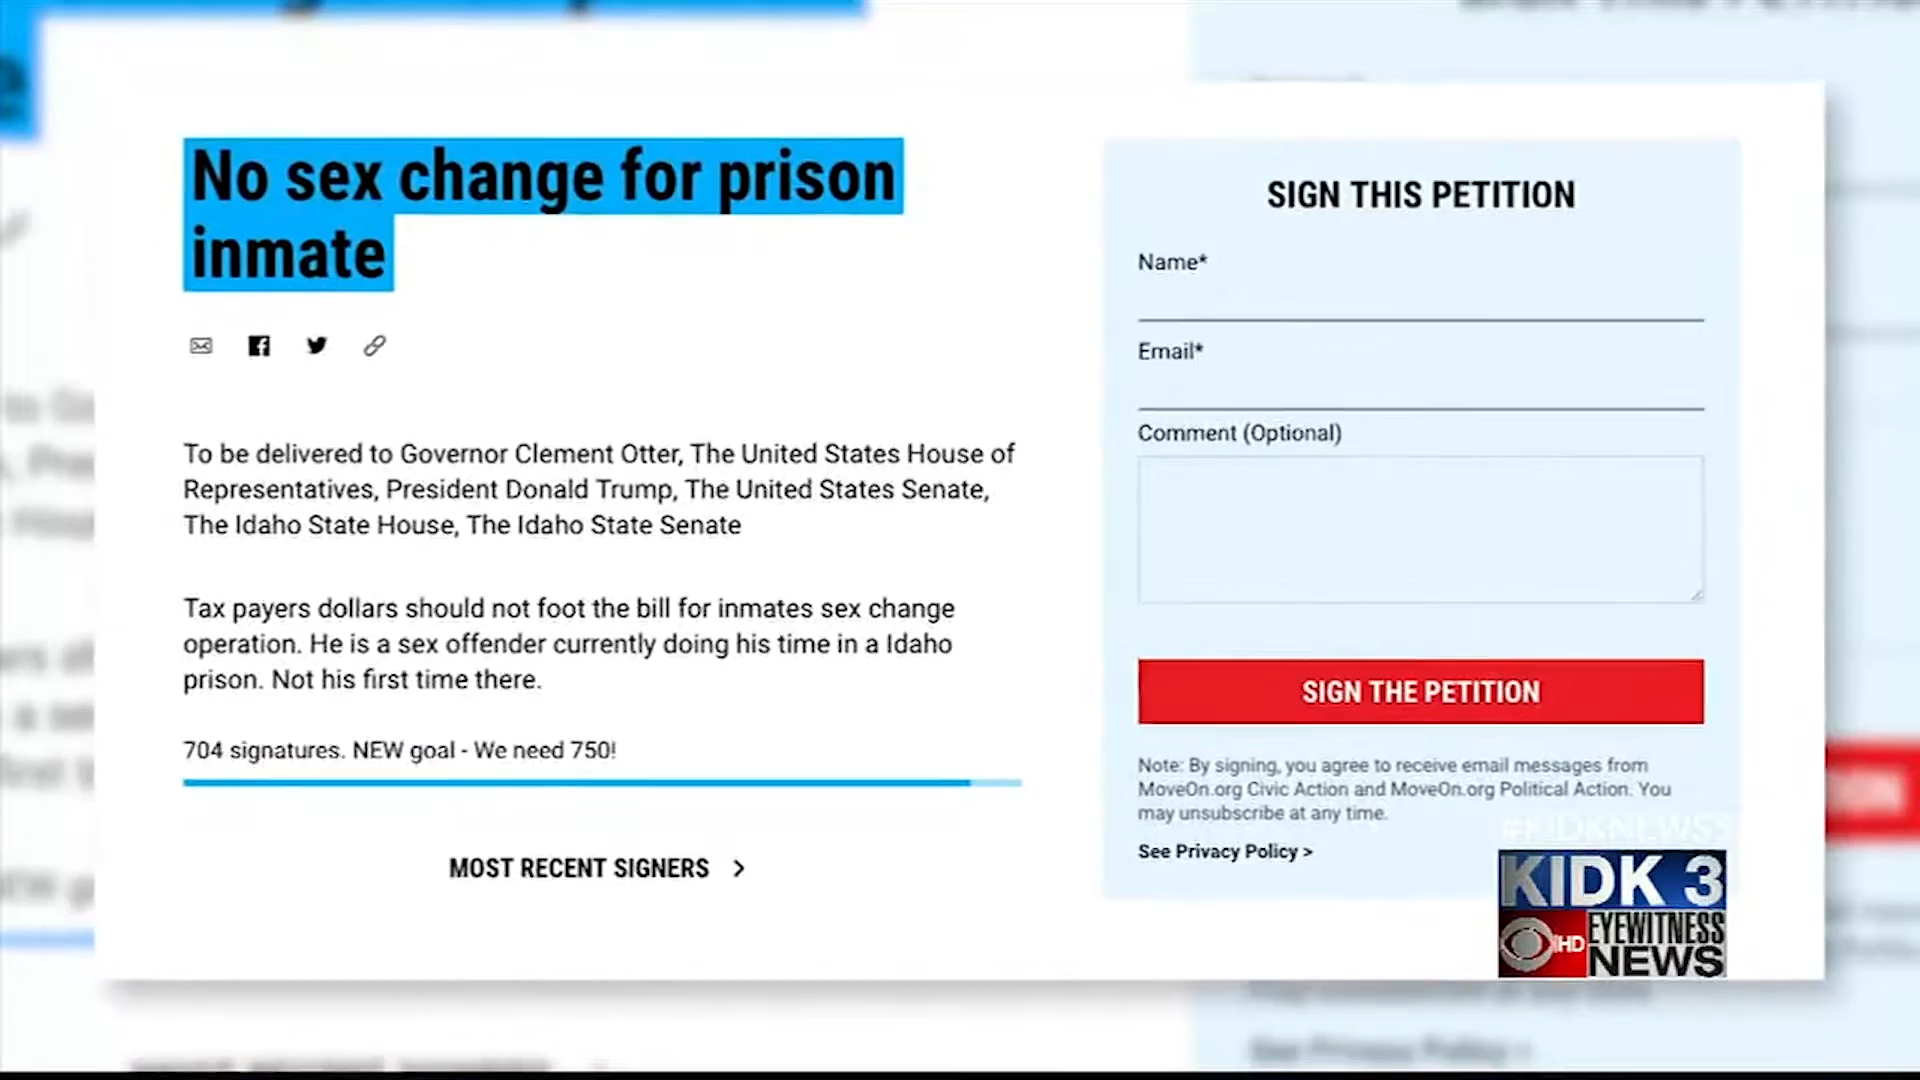 No sex change for prison
inmate
To be delivered to Governor Clement Otter, The United States House of
Representatives, President Donald Trump, The United States Senate,
The Idaho State House, The Idaho State Senate
Tax payers dollars should not foot the bill for inmates sex change
operation. He is a sex offender currently doing his time in a Idaho
prison. Not his first time there.
704 signatures. NEW goal - We need 750!
MOST RECENT SIGNERS >
SIGN THIS PETITION
Name*
Email*
Comment (Optional)
SIGN THE PETITION
Note: By signing, you agree to receive email messages from
MoveOn.org Civic Action and MoveOn.org Political Action. You
may unsubscribe at any time.
See Privacy Policy >
#KIDKNEWS3
KIDK 3
HD EYEWITNESS
NEWS